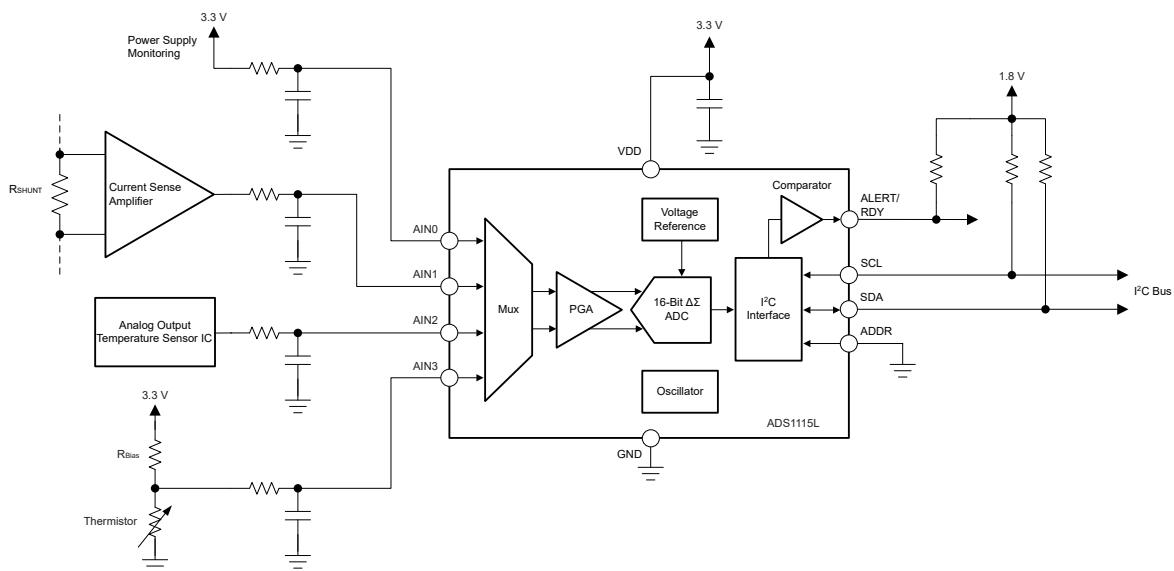 3.3 V
Power Supply
Monitoring
3.3 V
1.8 V
RSHUNT
Current Sense
Amplifier
VDD
Comparator
ALERT/
RDY
Voltage
Reference
AIN0
AIN1
AIN2
AIN3
Mux
PGA
16-Bit ΔΣ
ADC
I²C
Interface
SCL
SDA
ADDR
I²C Bus
Analog Output
Temperature Sensor IC
Oscillator
ADS1115L
GND
3.3 V
RBias
Thermistor